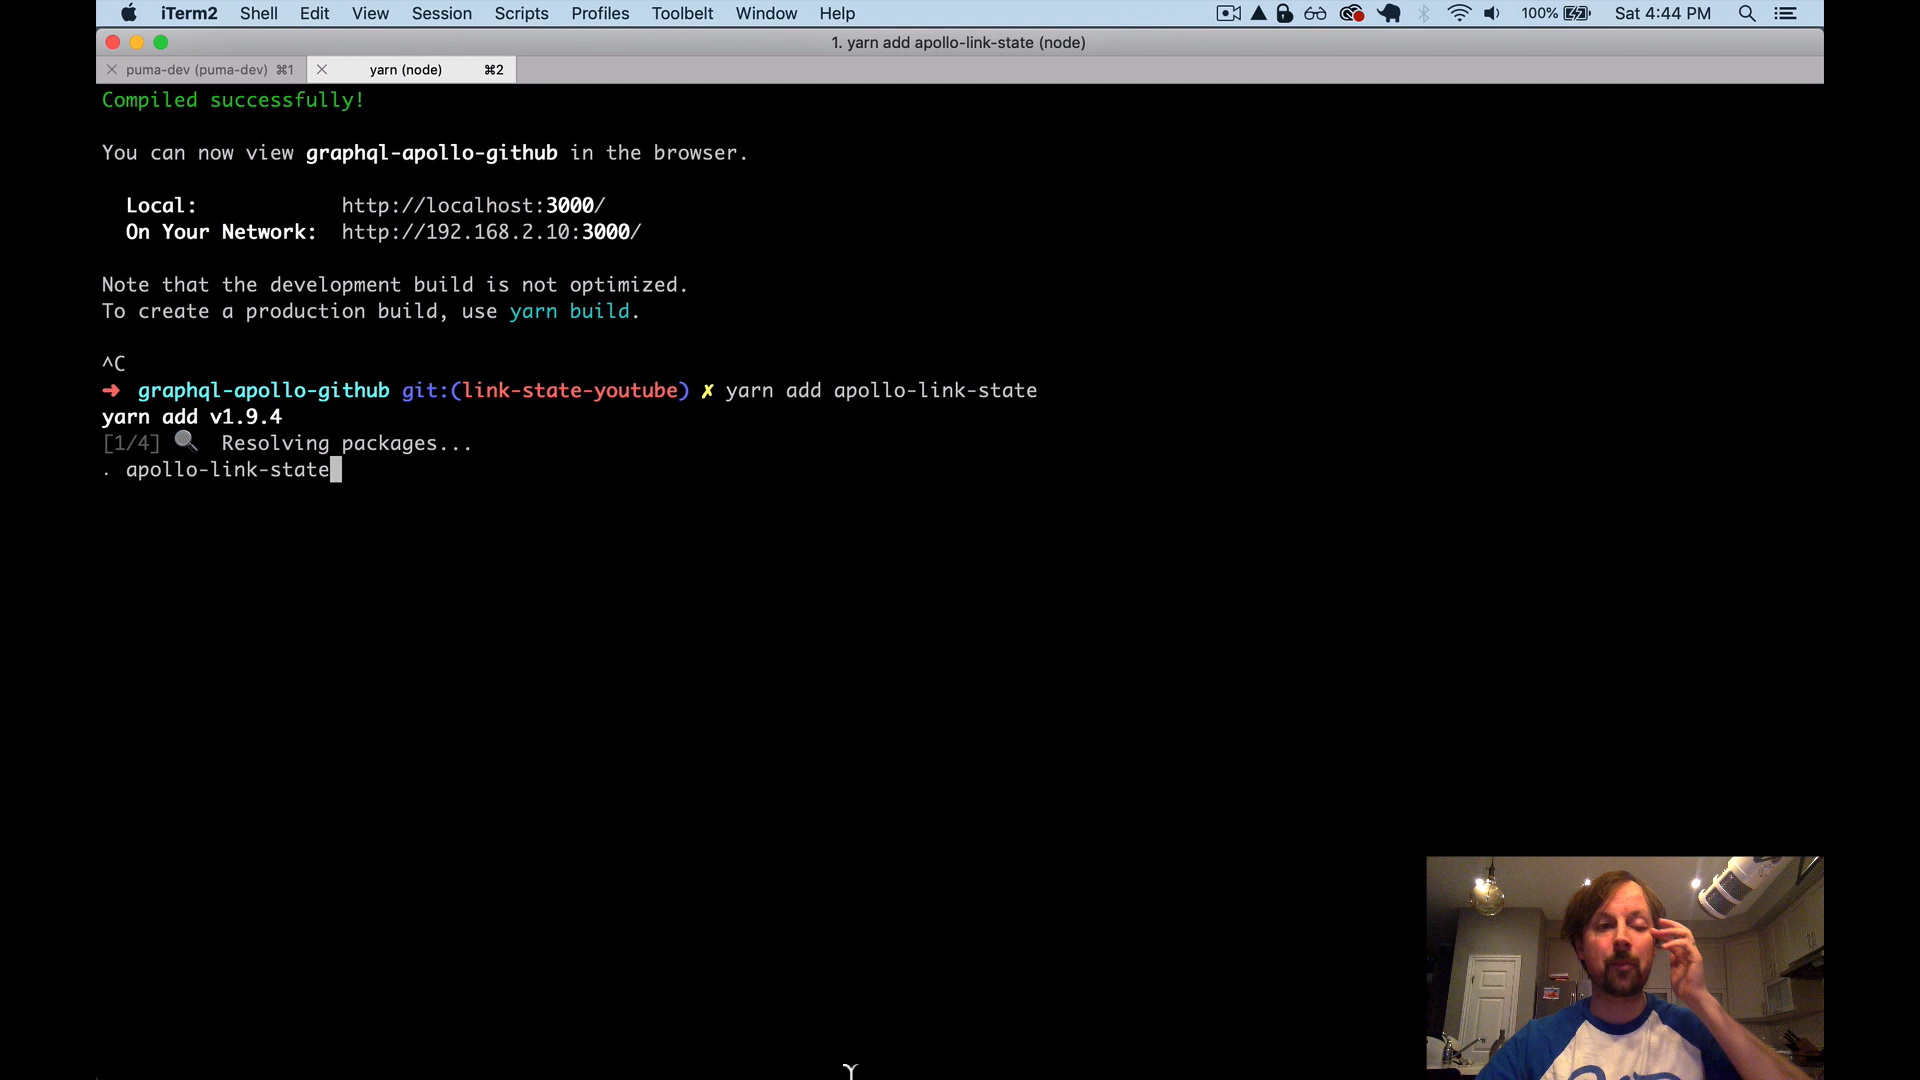 iTerm2 Shell Edit View Session Scripts Profiles Toolbelt Window Help 100% Sat 4:44 PM
1. yarn add apollo-link-state (node)
puma-dev (puma-dev) ⌘1 yarn (node) ⌘2
Compiled successfully!
You can now view graphql-apollo-github in the browser.
Local: http://localhost:3000/
On Your Network: http://192.168.2.10:3000/
Note that the development build is not optimized.
To create a production build, use yarn build.
^C
➜ graphql-apollo-github git:(link-state-youtube) ✗ yarn add apollo-link-state
yarn add v1.9.4
[1/4] 🔍 Resolving packages...
. apollo-link-state